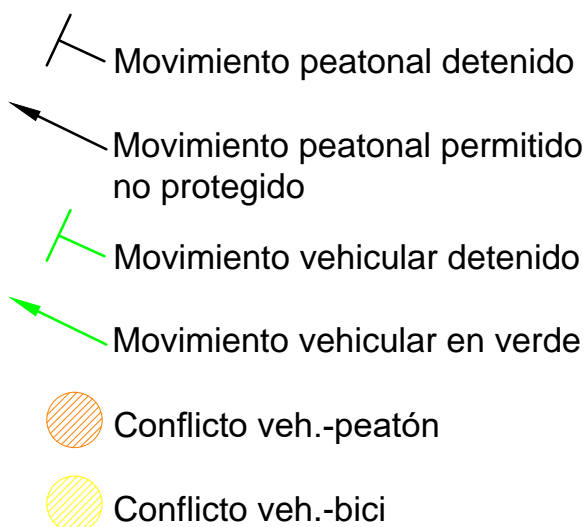 Movimiento peatonal detenido
Movimiento peatonal permitido
no protegido
Movimiento vehicular detenido
Movimiento vehicular en verde
Conflicto veh.-peatón
Conflicto veh.-bici